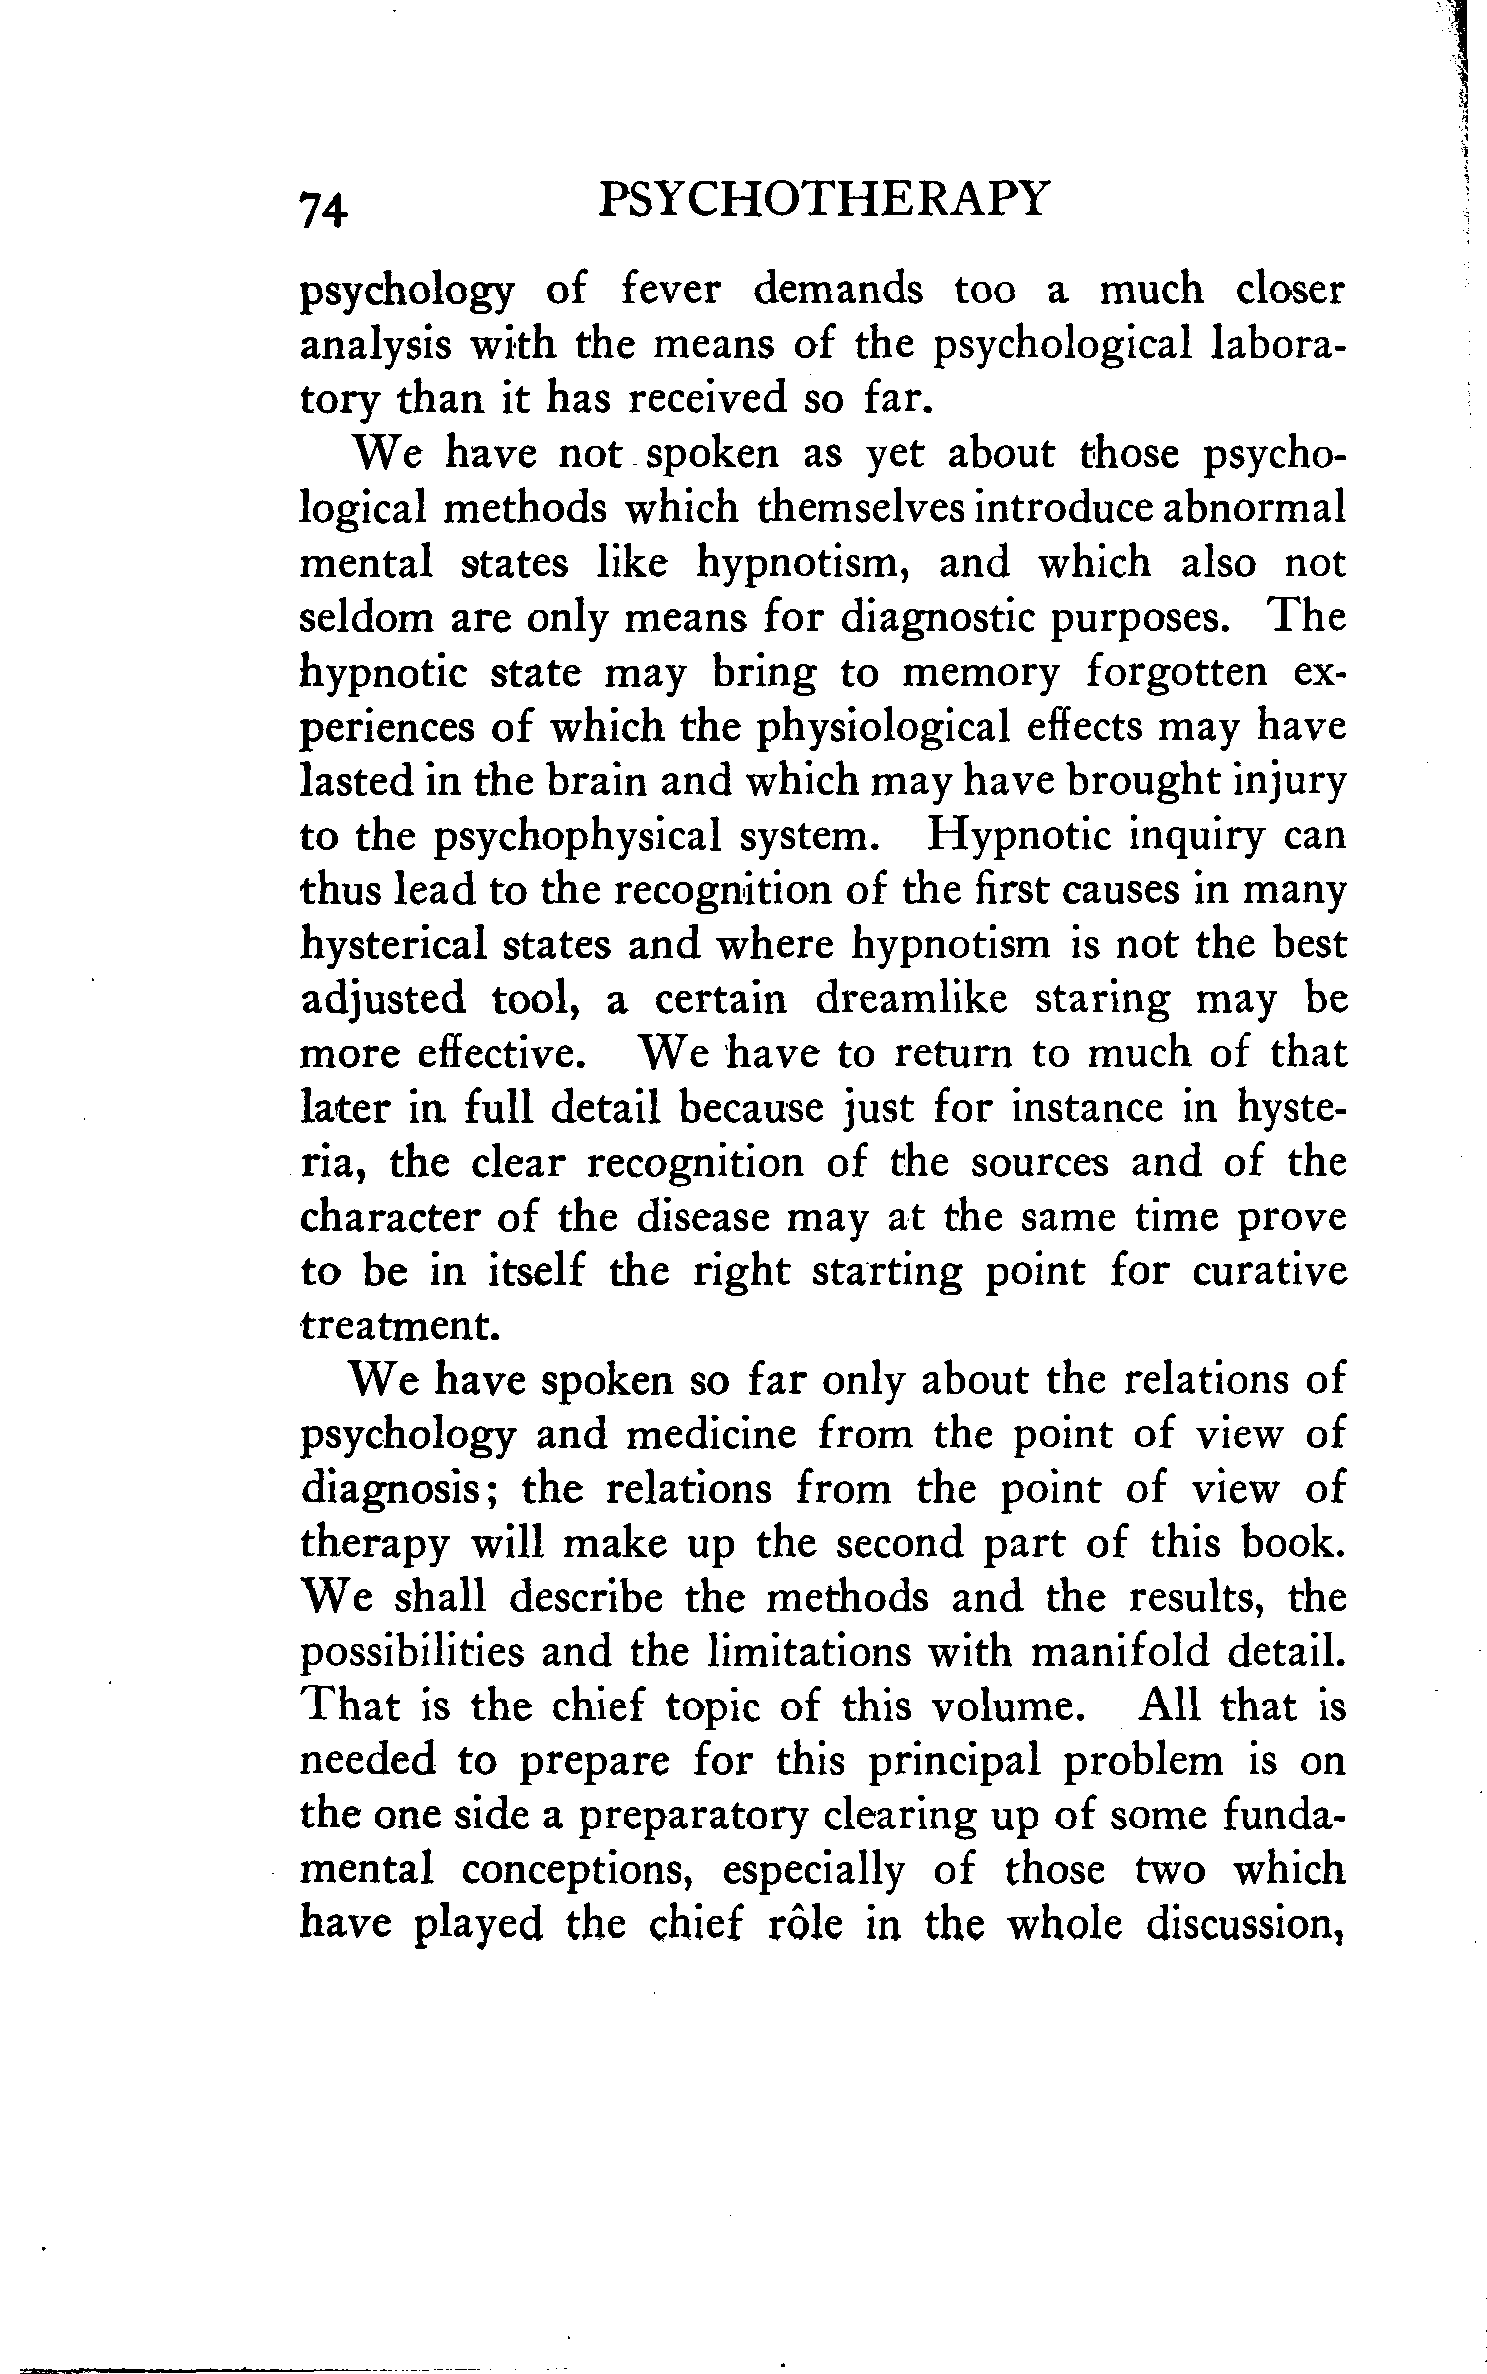 74 PSYCHOTHERAPY
psychology of fever demands too a much closer
analysis with the means of the psychological labora-
tory than it has received so far.
We have not spoken as yet about those psycho-
logical methods which themselves introduce abnormal
mental states like hypnotism, and which also not
seldom are only means for diagnostic purposes. The
hypnotic state may bring to memory forgotten ex-
periences of which the physiological effects may have
lasted in the brain and which may have brought injury
to the psychophysical system. Hypnotic inquiry can
thus lead to the recognition of the first causes in many
hysterical states and where hypnotism is not the best
adjusted tool, a certain dreamlike staring may be
more effective. We have to return to much of that
later in full detail because just for instance in hyste-
ria, the clear recognition of the sources and of the
character of the disease may at the same time prove
to be in itself the right starting point for curative
treatment.
We have spoken so far only about the relations of
psychology and medicine from the point of view of
diagnosis; the relations from the point of view of
therapy will make up the second part of this book.
We shall describe the methods and the results, the
possibilities and the limitations with manifold detail.
That is the chief topic of this volume. All that is
needed to prepare for this principal problem is on
the one side a preparatory clearing up of some funda-
mental conceptions, especially of those two which
have played the chief rôle in the whole discussion,